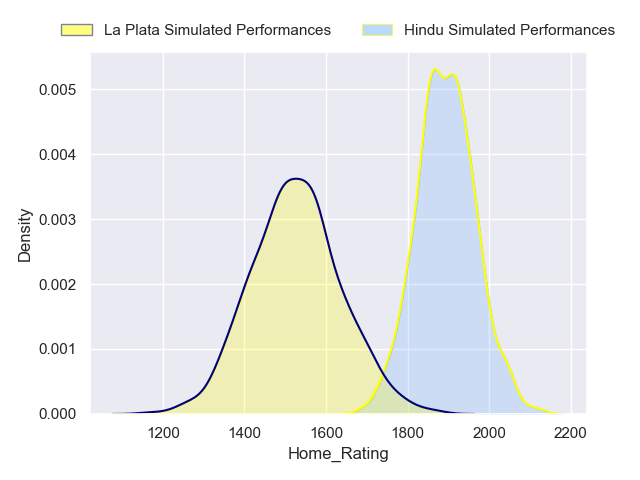 La Plata Simulated Performances
Hindu Simulated Performances
0.005
0.004
0.003
0.002
0.001
0.000
Density
1200 1400 1600 1800 2000 2200
Home_Rating